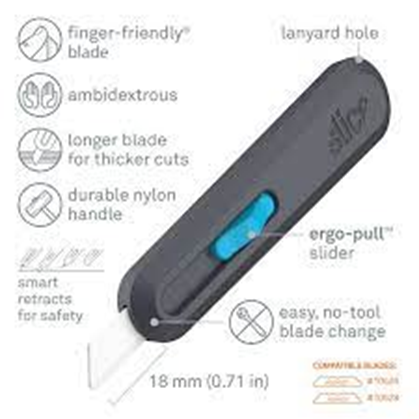 finger-friendly®
blade
lanyard hole
ambidextrous
slice
longer blade
for thicker cuts
durable nylon
handle
ergo-pull™
slider
smart
retracts
for safety
easy, no-tool
blade change
18 mm (0.71 in)
COMPATIBLE BLADES: